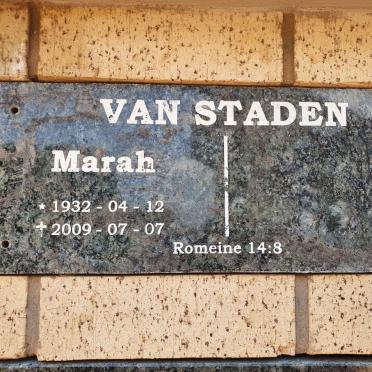 VAN STADEN
Marah
* 1932 - 04 - 12
✝ 2009 - 07 - 07
Romeine 14:8